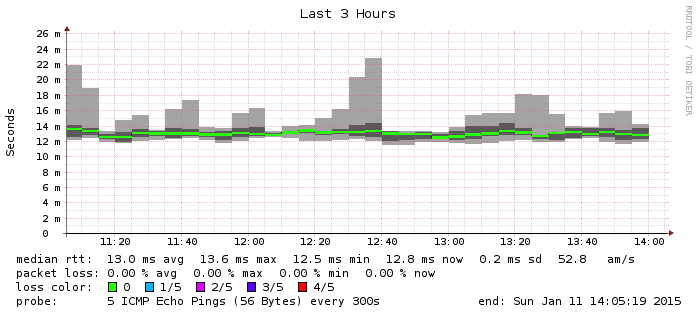 Last 3 Hours
RRDTOOL / TOBI OETIKER
Seconds
26 m
24 m
22 m
20 m
18 m
16 m
14 m
12 m
10 m
8 m
6 m
4 m
2 m
0
11:20 11:40 12:00 12:20 12:40 13:00 13:20 13:40 14:00
median rtt: 13.0 ms avg 13.6 ms max 12.5 ms min 12.8 ms now 0.2 ms sd 52.8 am/s
packet loss: 0.00 % avg 0.00 % max 0.00 % min 0.00 % now
loss color: 0 1/5 2/5 3/5 4/5
probe: 5 ICMP Echo Pings (56 Bytes) every 300s end: Sun Jan 11 14:05:19 2015